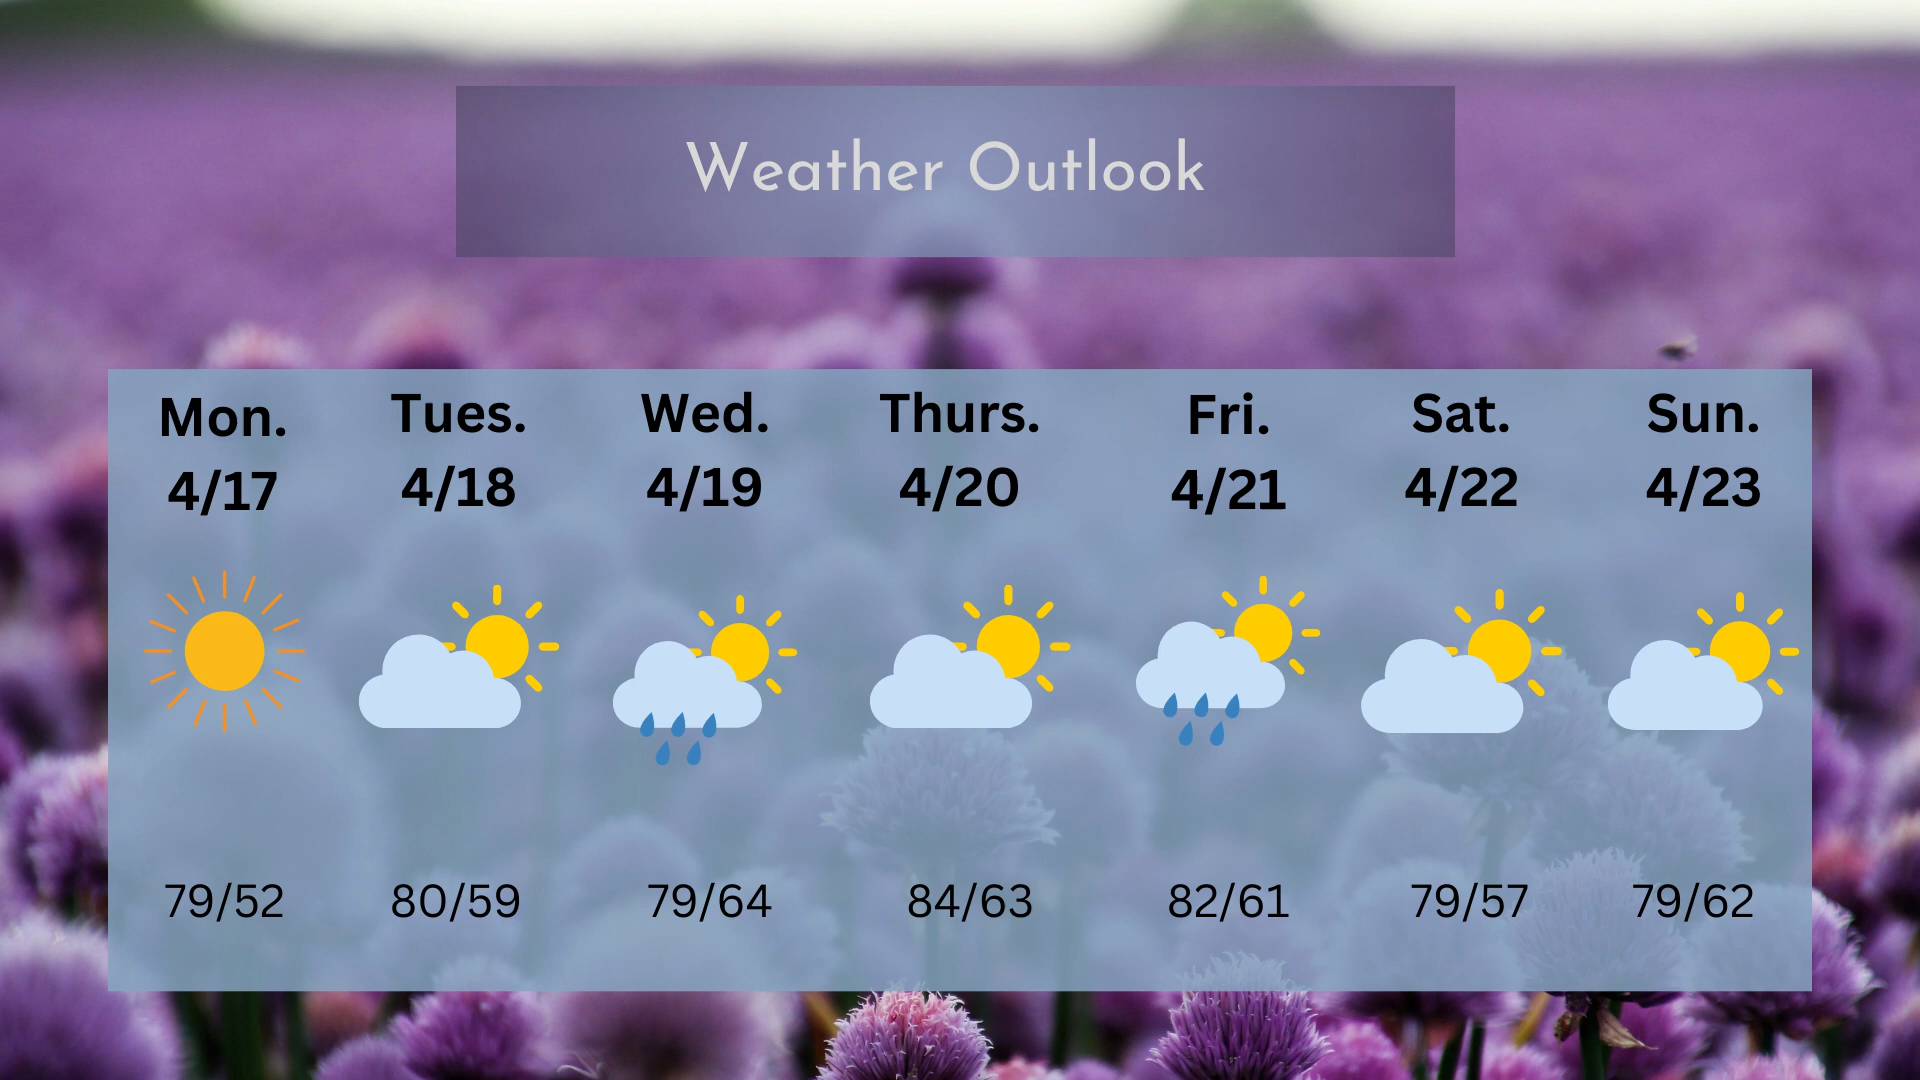 Weather Outlook
Mon. Tues. Wed. Thurs. Fri. Sat. Sun.
4/17 4/18 4/19 4/20 4/21 4/22 4/23
79/52 80/59 79/64 84/63 82/61 79/57 79/62